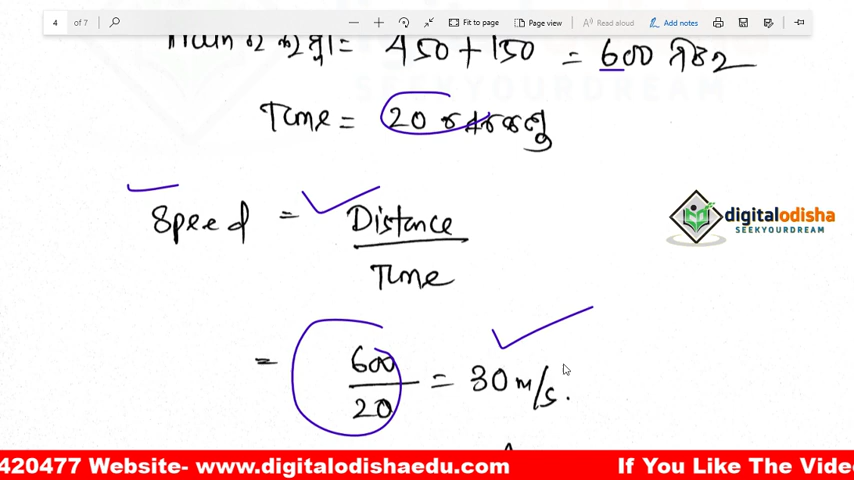 4 of 7 Fit to page Page view Read aloud Add notes
= 450 + 150 = 600 ମିଟର
Time = 20 ସେକେଣ୍ଡ
Speed = Distance
Time
digitalodisha
SEEKYOURDREAM
= 600
20 = 30 m/s.
420477 Website- www.digitalodishaedu.com If You Like The Vide